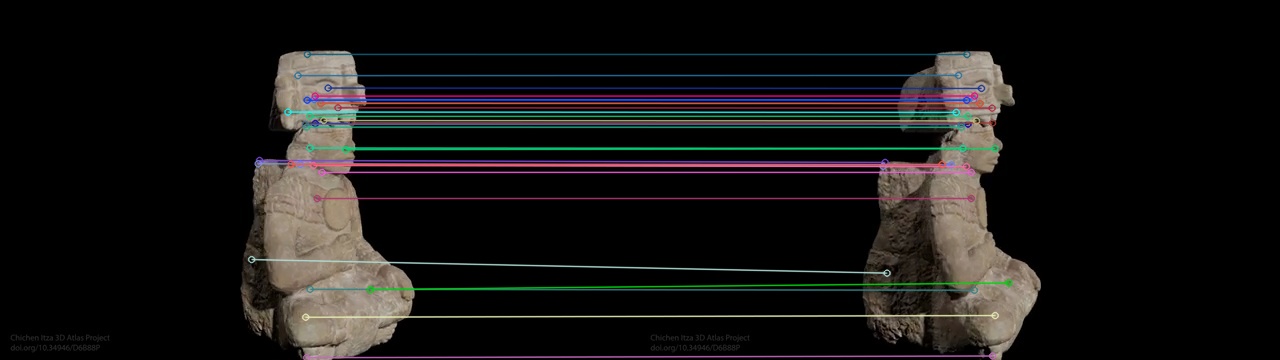 Chichen Itza 3D Atlas Project
doi.org/10.34946/D6B88P
Chichen Itza 3D Atlas Project
doi.org/10.34946/D6B88P